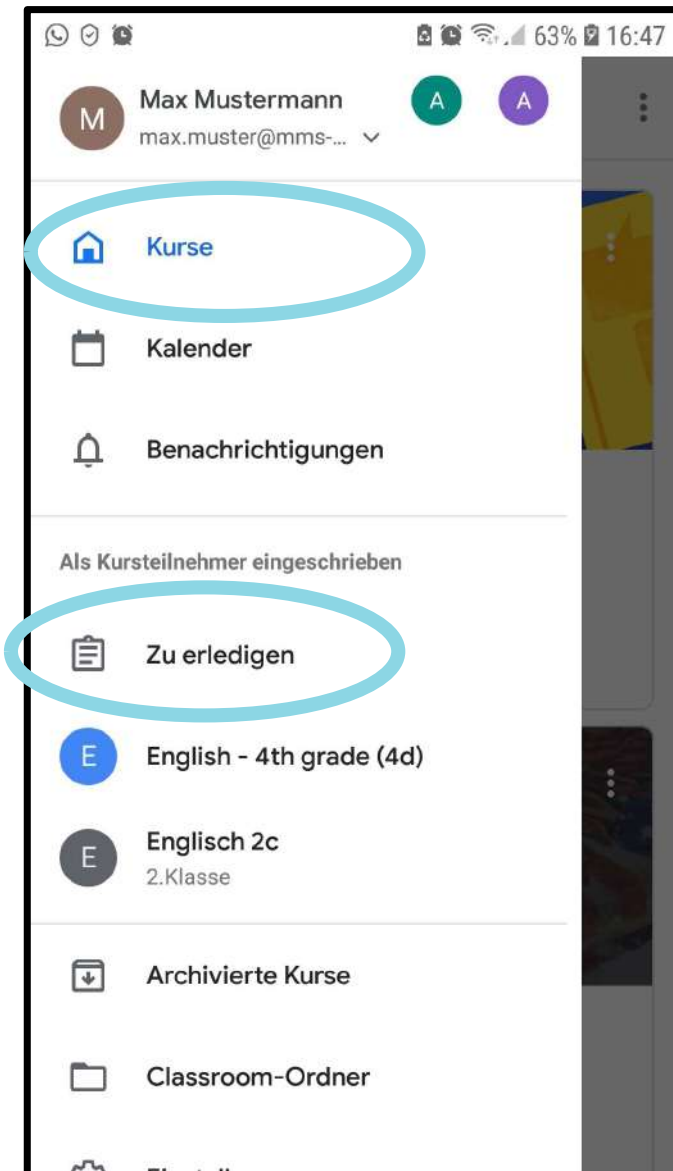 63% 16:47
M Max Mustermann A A
max.muster@mms-...
Kurse
Kalender
Benachrichtigungen
Als Kursteilnehmer eingeschrieben
Zu erledigen
E English - 4th grade (4d)
E Englisch 2c
2.Klasse
Archivierte Kurse
Classroom-Ordner